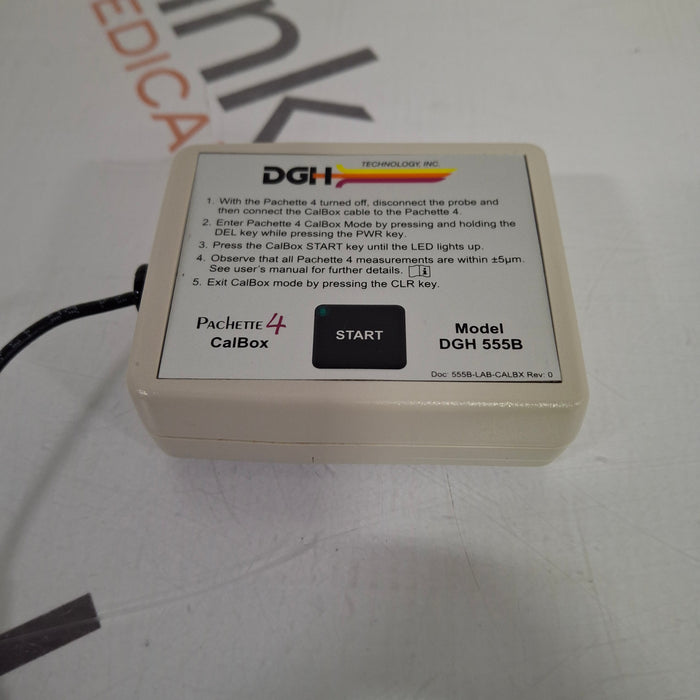 ink
EDICA
DGH TECHNOLOGY, INC.
1. With the Pachette 4 turned off, disconnect the probe and
then connect the CalBox cable to the Pachette 4.
2. Enter Pachette 4 CalBox Mode by pressing and holding the
DEL key while pressing the PWR key.
3. Press the CalBox START key until the LED lights up.
4. Observe that all Pachette 4 measurements are within ±5µm.
See user's manual for further details.
5. Exit CalBox mode by pressing the CLR key.
PACHETTE 4
CalBox
START
Model
DGH 555B
Doc: 555B-LAB-CALBX Rev: 0